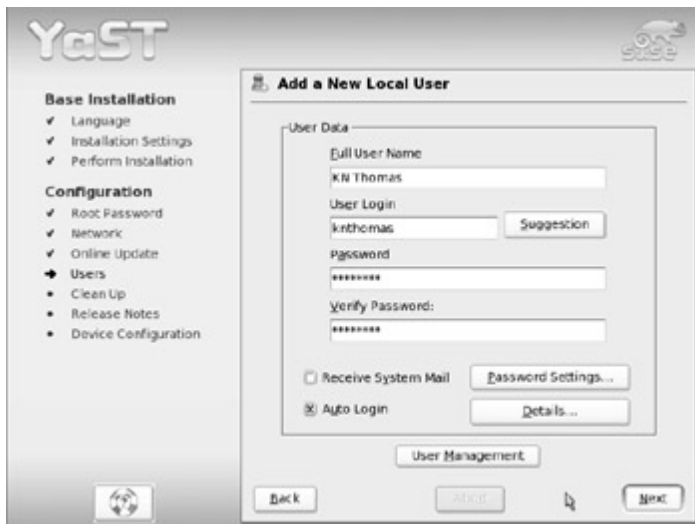 YaST
SuSE
Base Installation
✔ Language
✔ Installation Settings
✔ Perform Installation
Configuration
✔ Root Password
✔ Network
✔ Online Update
➔ Users
• Clean Up
• Release Notes
• Device Configuration
Add a New Local User
User Data
Full User Name
KN Thomas
User Login
knthomas
Suggestion
Password
********
Verify Password:
********
Receive System Mail
Password Settings...
Auto Login
Details...
User Management
Back
Abort
Next